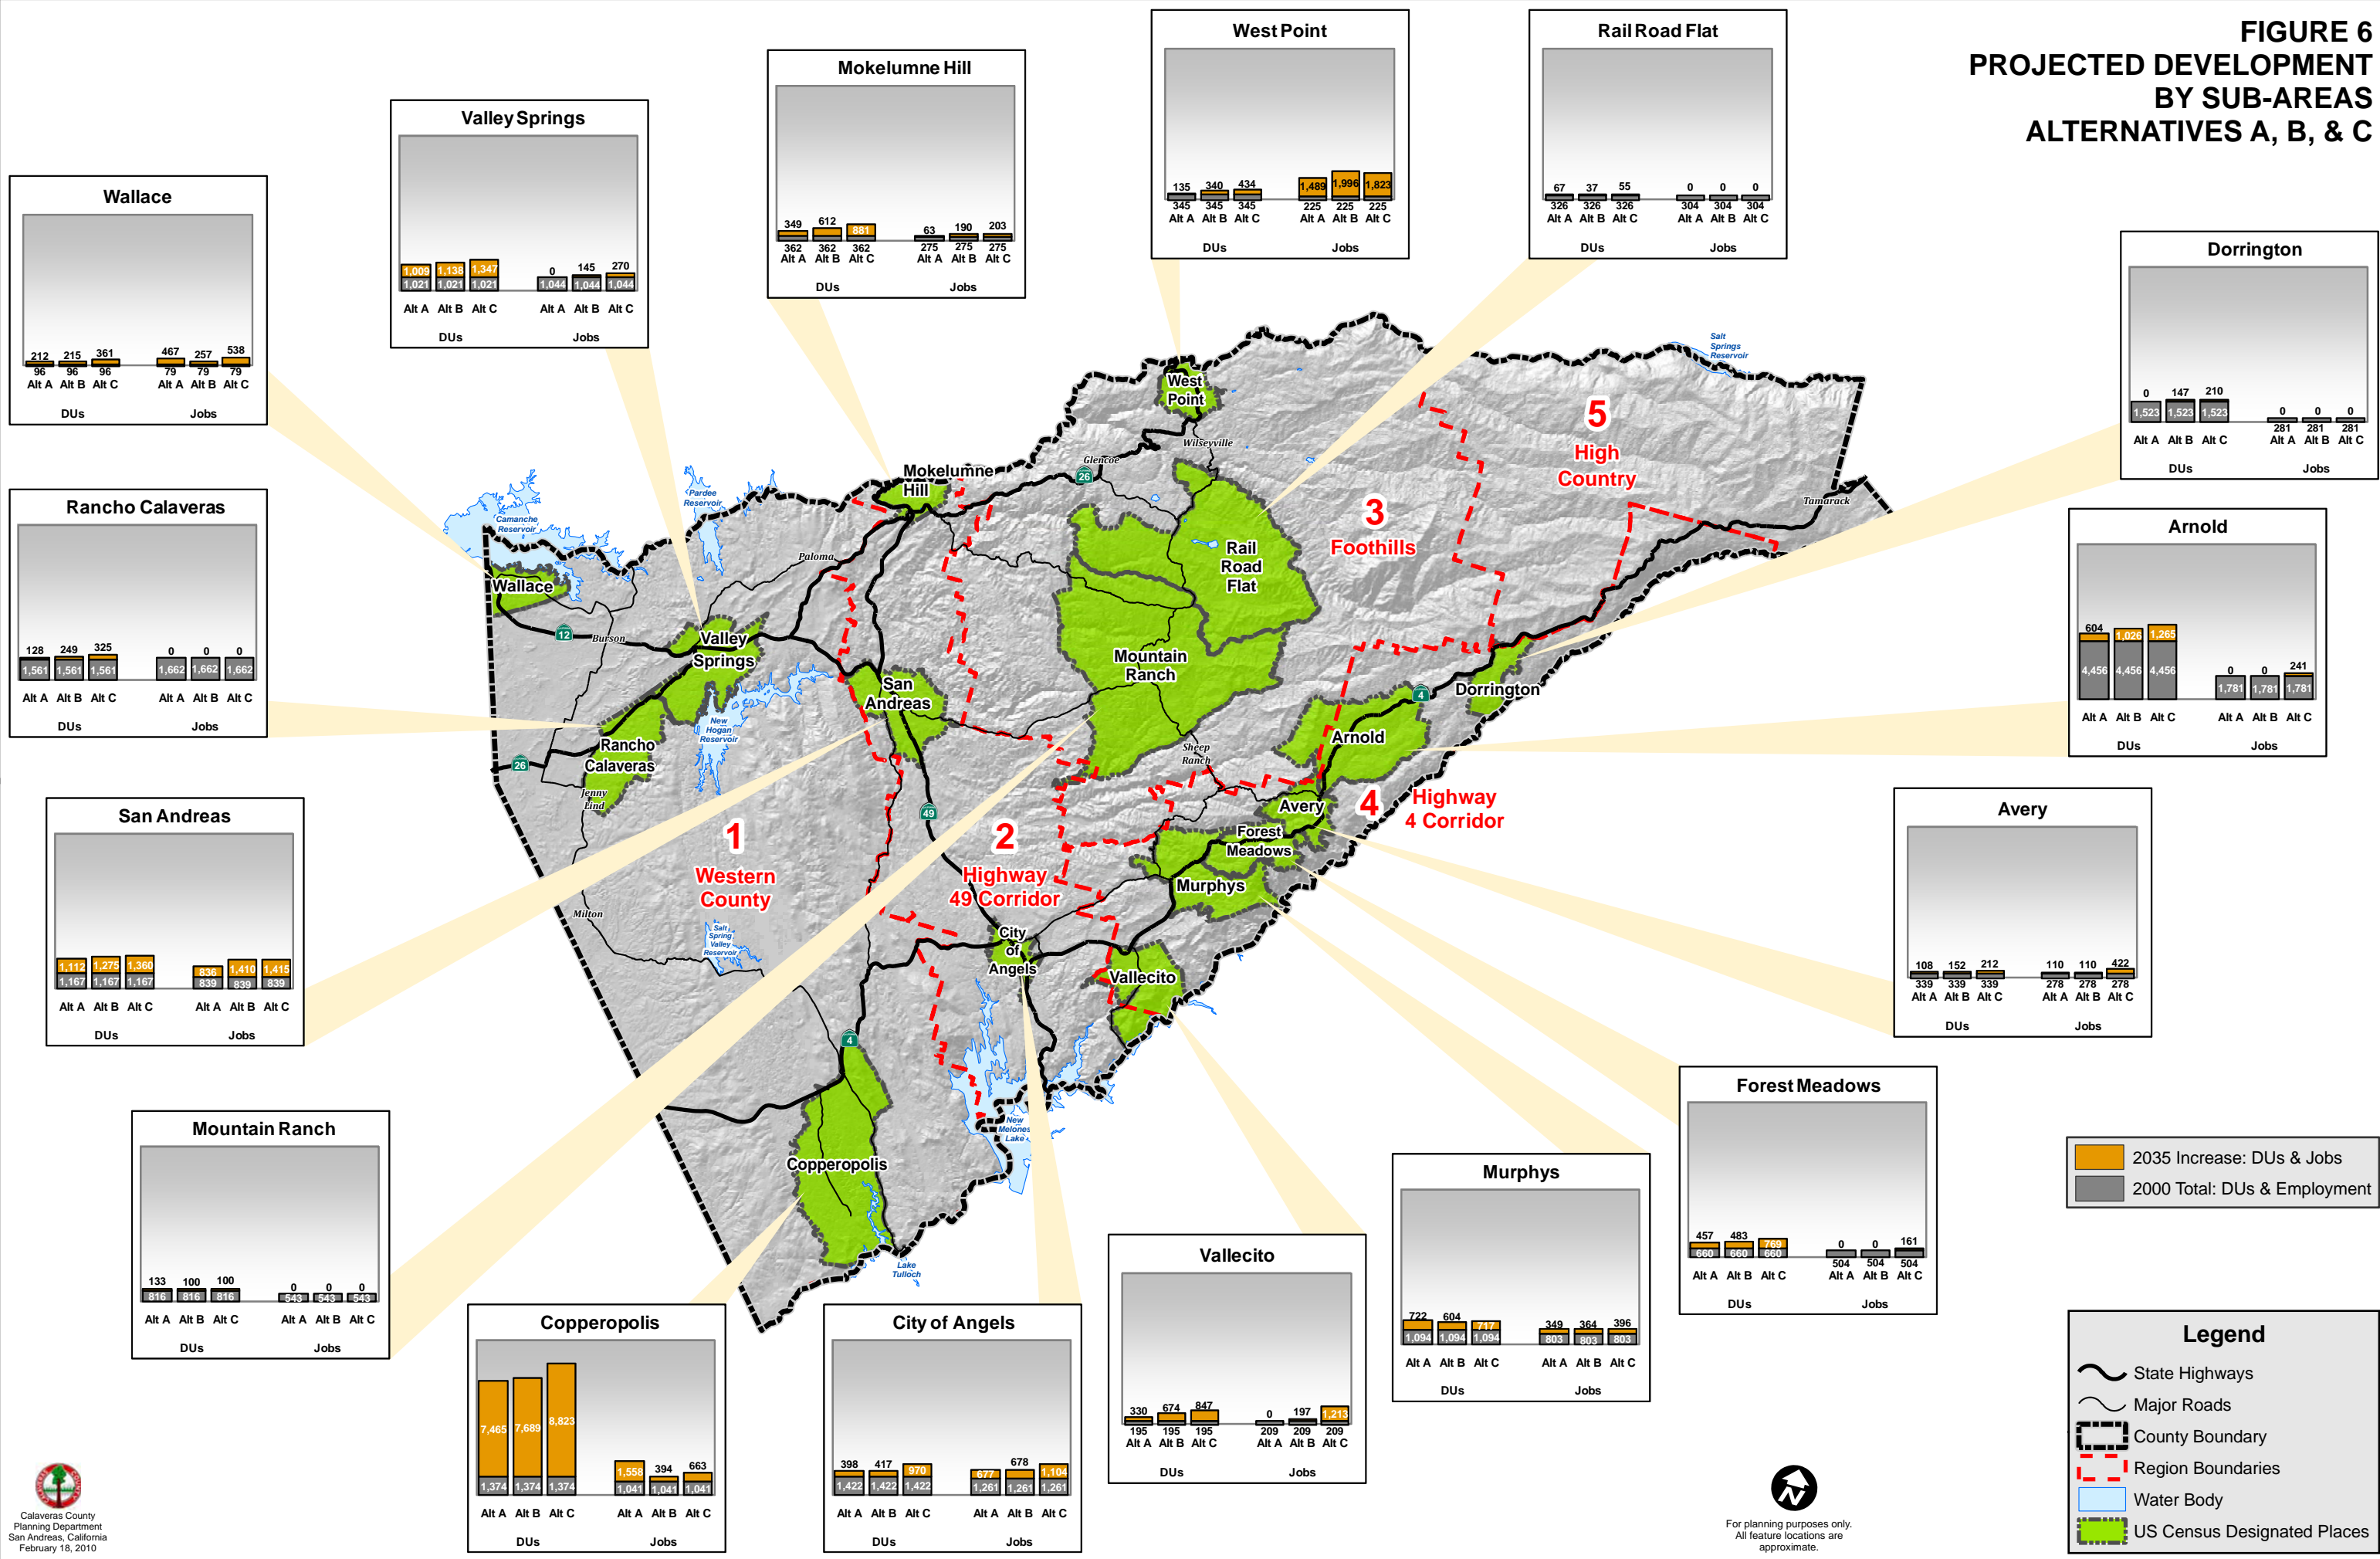 FIGURE 6
PROJECTED DEVELOPMENT
BY SUB-AREAS
ALTERNATIVES A, B, & C
West Point
135 340 434 1,489 1,996 1,823
345 345 345 225 225 225
Alt A Alt B Alt C Alt A Alt B Alt C
DUs Jobs
Rail Road Flat
67 37 55 0 0 0
326 326 326 304 304 304
Alt A Alt B Alt C Alt A Alt B Alt C
DUs Jobs
Mokelumne Hill
349 612 881 63 190 203
362 362 362 275 275 275
Alt A Alt B Alt C Alt A Alt B Alt C
DUs Jobs
Valley Springs
1,009 1,138 1,347 0 145 270
1,021 1,021 1,021 1,044 1,044 1,044
Alt A Alt B Alt C Alt A Alt B Alt C
DUs Jobs
Wallace
212 215 361 467 257 538
96 96 96 79 79 79
Alt A Alt B Alt C Alt A Alt B Alt C
DUs Jobs
Dorrington
0 147 210 0 0 0
1,523 1,523 1,523 281 281 281
Alt A Alt B Alt C Alt A Alt B Alt C
DUs Jobs
Rancho Calaveras
128 249 325 0 0 0
1,561 1,561 1,561 1,662 1,662 1,662
Alt A Alt B Alt C Alt A Alt B Alt C
DUs Jobs
Arnold
604 1,026 1,265 0 0 241
4,456 4,456 4,456 1,781 1,781 1,781
Alt A Alt B Alt C Alt A Alt B Alt C
DUs Jobs
San Andreas
1,112 1,275 1,360 836 1,410 1,415
1,167 1,167 1,167 839 839 839
Alt A Alt B Alt C Alt A Alt B Alt C
DUs Jobs
Avery
108 152 212 110 110 422
339 339 339 278 278 278
Alt A Alt B Alt C Alt A Alt B Alt C
DUs Jobs
Mountain Ranch
133 100 100 0 0 0
816 816 816 543 543 543
Alt A Alt B Alt C Alt A Alt B Alt C
DUs Jobs
Forest Meadows
457 483 769 0 0 161
660 660 660 504 504 504
Alt A Alt B Alt C Alt A Alt B Alt C
DUs Jobs
Murphys
722 604 717 349 364 396
1,094 1,094 1,094 803 803 803
Alt A Alt B Alt C Alt A Alt B Alt C
DUs Jobs
Vallecito
330 674 847 0 197 1,213
195 195 195 209 209 209
Alt A Alt B Alt C Alt A Alt B Alt C
DUs Jobs
Copperopolis
7,465 7,689 8,823 1,558 394 663
1,374 1,374 1,374 1,041 1,041 1,041
Alt A Alt B Alt C Alt A Alt B Alt C
DUs Jobs
City of Angels
398 417 970 677 678 1,104
1,422 1,422 1,422 1,261 1,261 1,261
Alt A Alt B Alt C Alt A Alt B Alt C
DUs Jobs
Salt
Springs
Reservoir
West
Point
Wilseyville
Glencoe
26
5
High
Country
Tamarack
Mokelumne
Hill
Pardee
Reservoir
Camanche
Reservoir
Paloma
3
Foothills
Rail
Road
Flat
Wallace
12
Burson
Valley
Springs
Mountain
Ranch
San
Andreas
Dorrington
4
New
Hogan
Reservoir
Rancho
Calaveras
26
Jenny
Lind
Sheep
Ranch
Arnold
49
Avery
4
Highway
4 Corridor
1
Western
County
2
Highway
49 Corridor
Forest
Meadows
Murphys
Milton
Salt
Spring
Valley
Reservoir
City
of
Angels
Vallecito
4
New
Melones
Lake
Copperopolis
Lake
Tulloch
2035 Increase: DUs & Jobs
2000 Total: DUs & Employment
Legend
State Highways
Major Roads
County Boundary
Region Boundaries
Water Body
US Census Designated Places
N
For planning purposes only.
All feature locations are
approximate.
Calaveras County
Planning Department
San Andreas, California
February 18, 2010